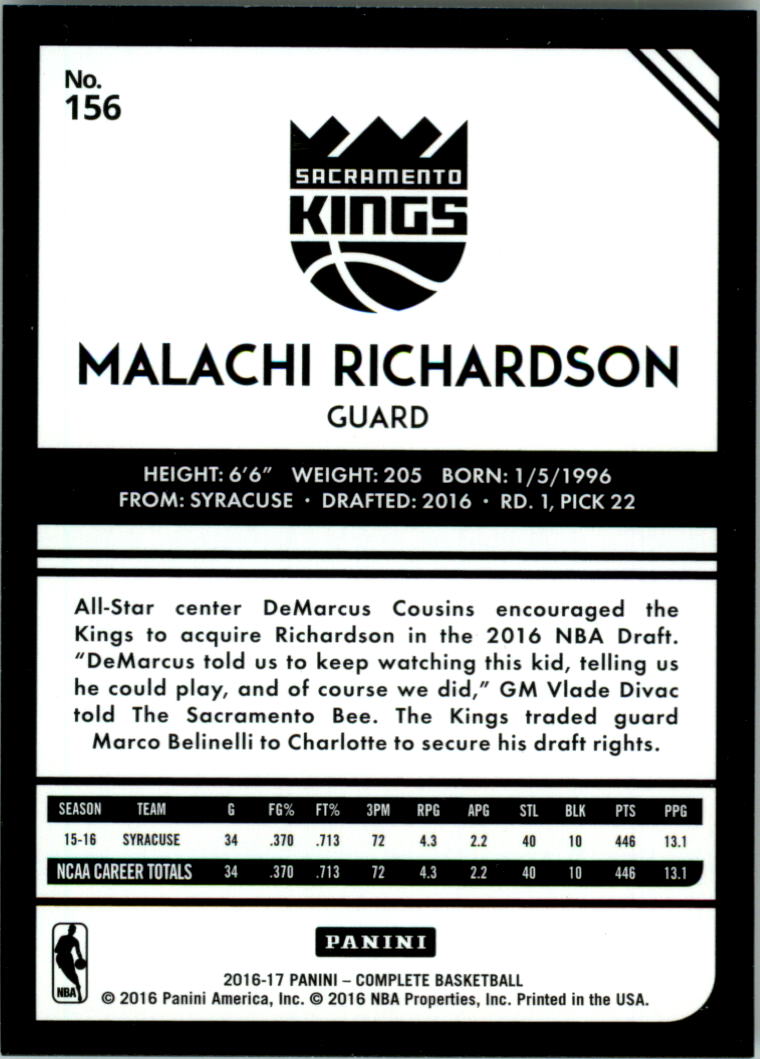 No.
156
SACRAMENTO
KINGS
MALACHI RICHARDSON
GUARD
HEIGHT: 6'6" WEIGHT: 205 BORN: 1/5/1996
FROM: SYRACUSE · DRAFTED: 2016 · RD. 1, PICK 22
All-Star center DeMarcus Cousins encouraged the
Kings to acquire Richardson in the 2016 NBA Draft.
“DeMarcus told us to keep watching this kid, telling us
he could play, and of course we did,” GM Vlade Divac
told The Sacramento Bee. The Kings traded guard
Marco Belinelli to Charlotte to secure his draft rights.
SEASON TEAM G FG% FT% 3PM RPG APG STL BLK PTS PPG
15-16 SYRACUSE 34 .370 .713 72 4.3 2.2 40 10 446 13.1
NCAA CAREER TOTALS 34 .370 .713 72 4.3 2.2 40 10 446 13.1
PANINI
NBA
2016-17 PANINI – COMPLETE BASKETBALL
© 2016 Panini America, Inc. © 2016 NBA Properties, Inc. Printed in the USA.